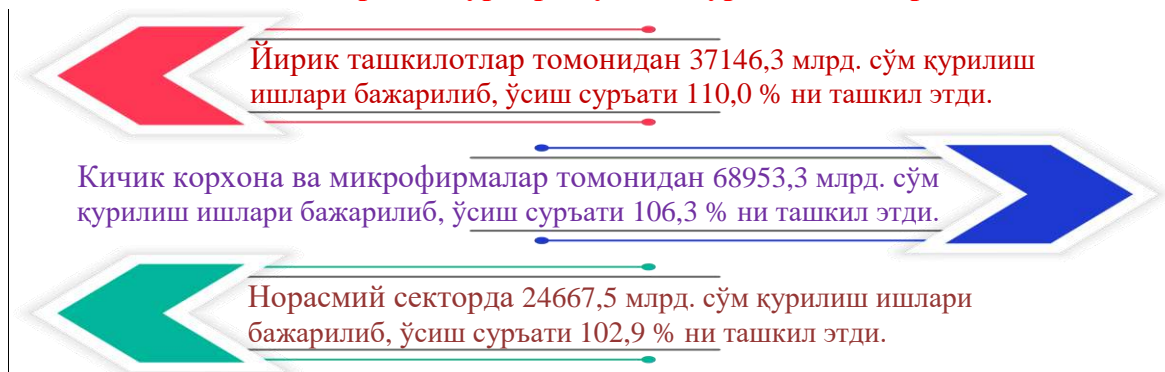 Йирик ташкилотлар томонидан 37146,3 млрд. сўм қурилиш
ишлари бажарилиб, ўсиш суръати 110,0 % ни ташкил этди.
Кичик корхона ва микрофирмалар томонидан 68953,3 млрд. сўм
қурилиш ишлари бажарилиб, ўсиш суръати 106,3 % ни ташкил этди.
Норасмий секторда 24667,5 млрд. сўм қурилиш ишлари
бажарилиб, ўсиш суръати 102,9 % ни ташкил этди.